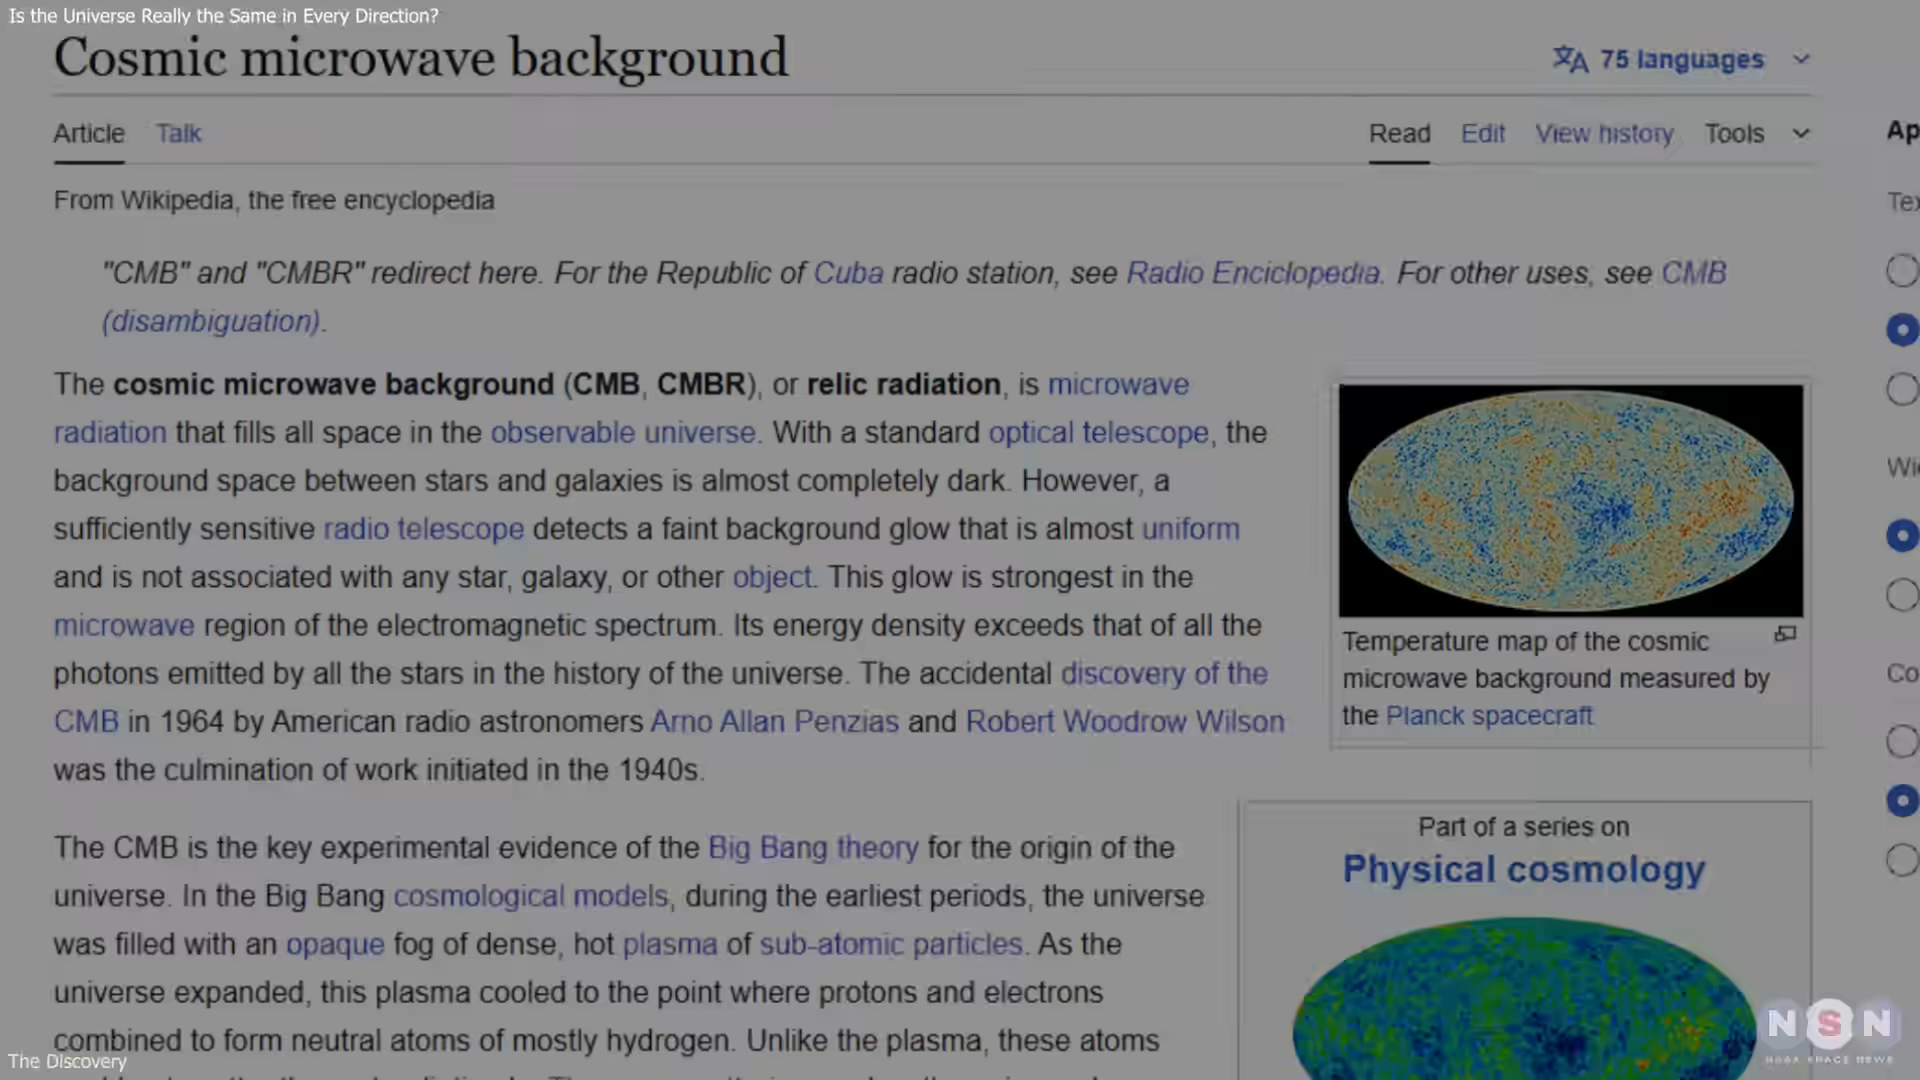 Is the Universe Really the Same in Every Direction?
Cosmic microwave background
75 languages
Article Talk
Read Edit View history Tools
Ap
From Wikipedia, the free encyclopedia
Tex
"CMB" and "CMBR" redirect here. For the Republic of Cuba radio station, see Radio Enciclopedia. For other uses, see CMB
(disambiguation).
The cosmic microwave background (CMB, CMBR), or relic radiation, is microwave
radiation that fills all space in the observable universe. With a standard optical telescope, the
background space between stars and galaxies is almost completely dark. However, a
sufficiently sensitive radio telescope detects a faint background glow that is almost uniform
and is not associated with any star, galaxy, or other object. This glow is strongest in the
microwave region of the electromagnetic spectrum. Its energy density exceeds that of all the
photons emitted by all the stars in the history of the universe. The accidental discovery of the
CMB in 1964 by American radio astronomers Arno Allan Penzias and Robert Woodrow Wilson
was the culmination of work initiated in the 1940s.
Temperature map of the cosmic
microwave background measured by
the Planck spacecraft
Wi
Co
The CMB is the key experimental evidence of the Big Bang theory for the origin of the
universe. In the Big Bang cosmological models, during the earliest periods, the universe
was filled with an opaque fog of dense, hot plasma of sub-atomic particles. As the
universe expanded, this plasma cooled to the point where protons and electrons
combined to form neutral atoms of mostly hydrogen. Unlike the plasma, these atoms
Part of a series on
Physical cosmology
NSN
NASA SPACE NEWS
The Discovery